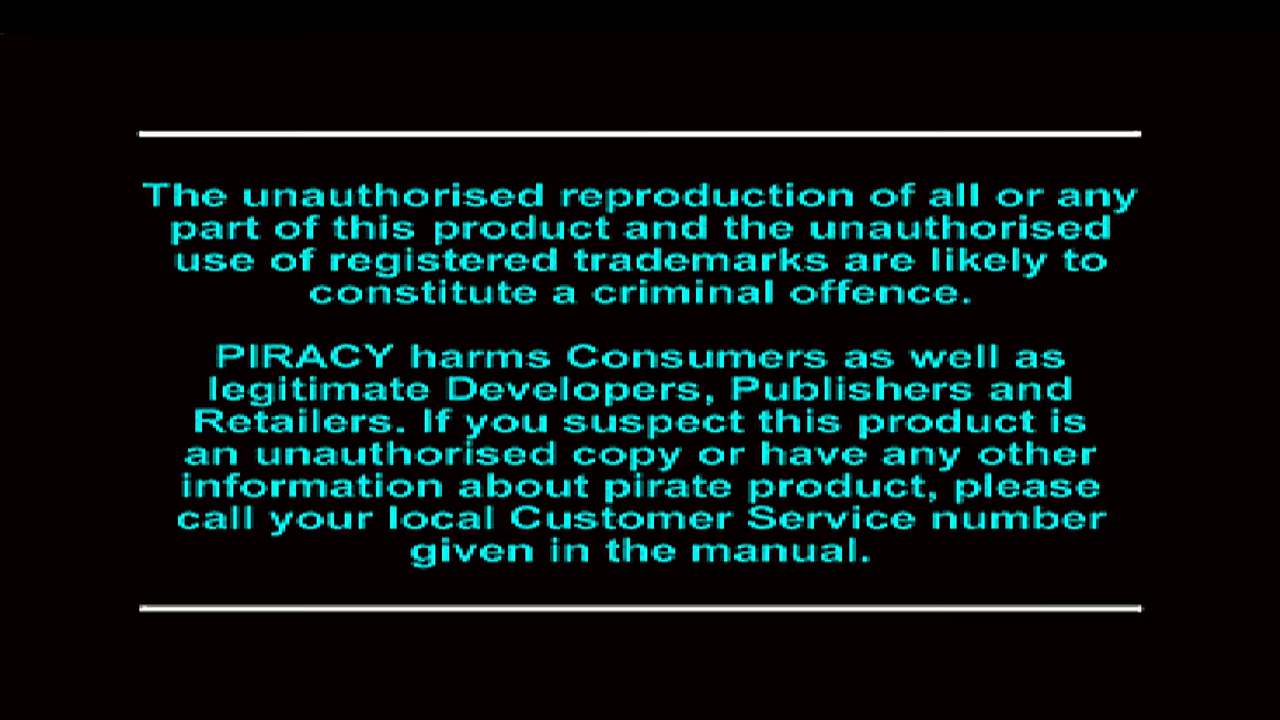 The unauthorised reproduction of all or any
part of this product and the unauthorised
use of registered trademarks are likely to
constitute a criminal offence.
PIRACY harms Consumers as well as
legitimate Developers, Publishers and
Retailers. If you suspect this product is
an unauthorised copy or have any other
information about pirate product, please
call your local Customer Service number
given in the manual.